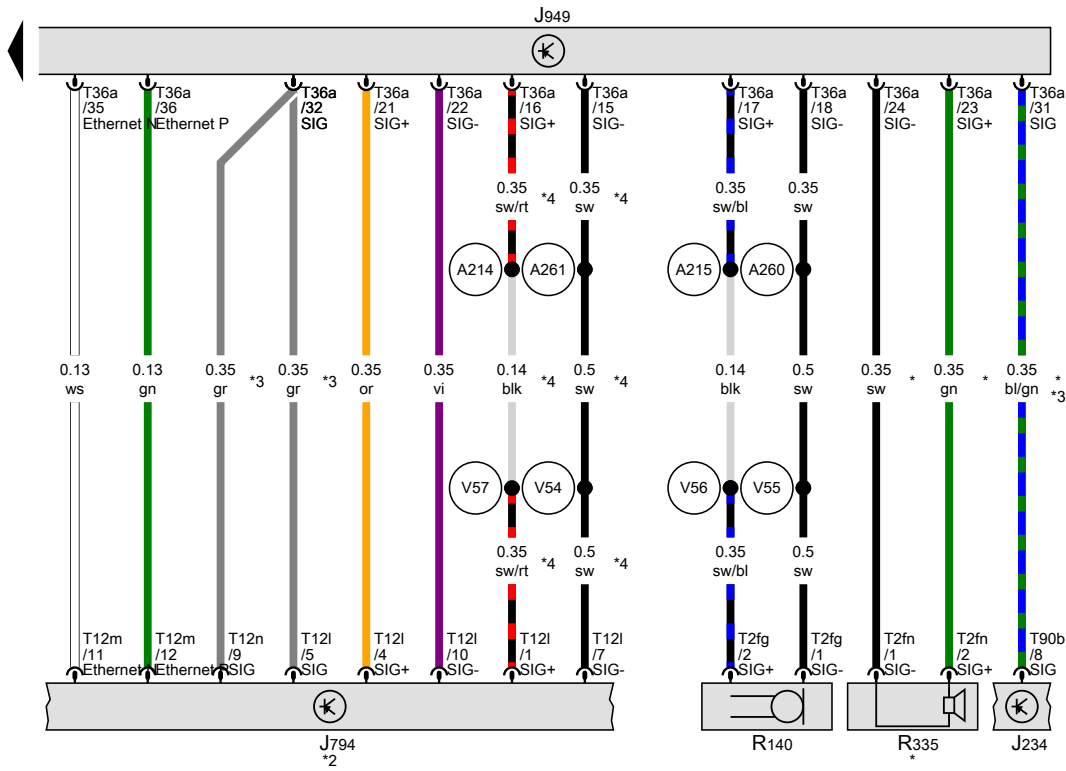 J949
T36a
/35
Ethernet N
T36a
/36
Ethernet P
T36a
/32
SIG
T36a
/21
SIG+
T36a
/22
SIG-
T36a
/16
SIG+
T36a
/15
SIG-
T36a
/17
SIG+
T36a
/18
SIG-
T36a
/24
SIG-
T36a
/23
SIG+
T36a
/31
SIG
0.35
sw/rt
*4
0.35
sw
*4
0.35
sw/bl
0.35
sw
A214
A261
A215
A260
0.13
ws
0.13
gn
0.35
gr
*3
0.35
gr
*3
0.35
or
0.35
vi
0.14
blk
*4
0.5
sw
*4
0.14
blk
0.5
sw
0.35
sw
*
0.35
gn
*
0.35
bl/gn
*
*3
V57
V54
V56
V55
0.35
sw/rt
*4
0.5
sw
*4
0.35
sw/bl
0.5
sw
T12m
/11
Ethernet N
T12m
/12
Ethernet P
T12n
/9
SIG
T12l
/5
SIG
T12l
/4
SIG+
T12l
/10
SIG-
T12l
/1
SIG+
T12l
/7
SIG-
T2fg
/2
SIG+
T2fg
/1
SIG-
T2fn
/1
SIG-
T2fn
/2
SIG+
T90b
/8
SIG
J794
*2
R140
R335
*
J234